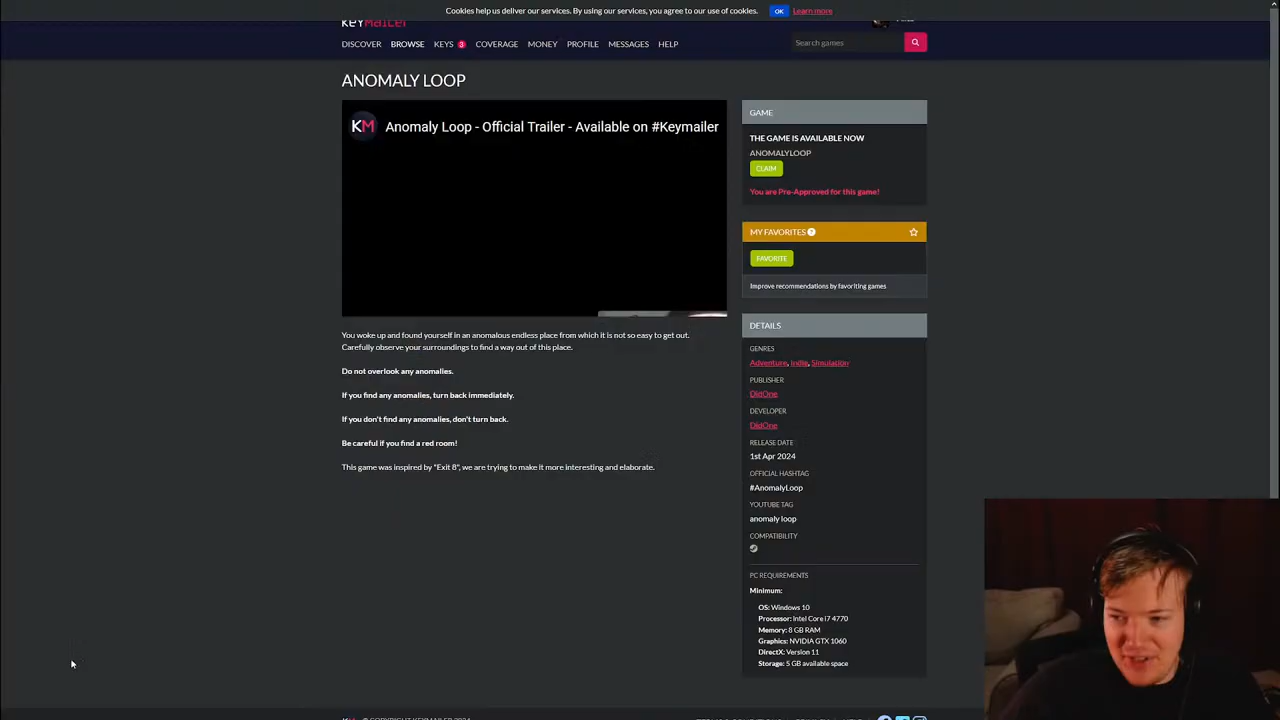 Cookies help us deliver our services. By using our services, you agree to our use of cookies. OK Learn more
KEYMAILER
DISCOVER BROWSE KEYS 3 COVERAGE MONEY PROFILE MESSAGES HELP Search games
ANOMALY LOOP
KM Anomaly Loop - Official Trailer - Available on #Keymailer
You woke up and found yourself in an anomalous endless place from which it is not so easy to get out.
Carefully observe your surroundings to find a way out of this place.
Do not overlook any anomalies.
If you find any anomalies, turn back immediately.
If you don't find any anomalies, don't turn back.
Be careful if you find a red room!
This game was inspired by "Exit 8", we are trying to make it more interesting and elaborate.
GAME
THE GAME IS AVAILABLE NOW
ANOMALYLOOP
CLAIM
You are Pre-Approved for this game!
MY FAVORITES ?
FAVORITE
Improve recommendations by favoriting games
DETAILS
GENRES
Adventure, Indie, Simulation
PUBLISHER
DidOne
DEVELOPER
DidOne
RELEASE DATE
1st Apr 2024
OFFICIAL HASHTAG
#AnomalyLoop
YOUTUBE TAG
anomaly loop
COMPATIBILITY
PC REQUIREMENTS
Minimum:
OS: Windows 10
Processor: Intel Core i7 4770
Memory: 8 GB RAM
Graphics: NVIDIA GTX 1060
DirectX: Version 11
Storage: 5 GB available space
KM © COPYRIGHT KEYMAILER 2024